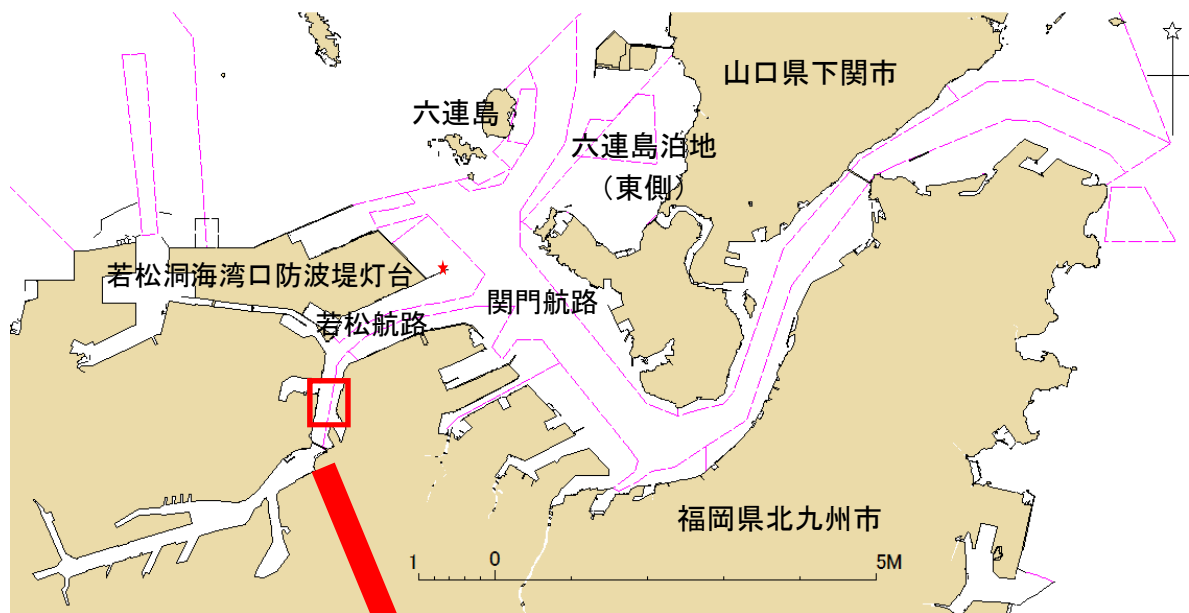 山口県下関市
六連島
六連島泊地
（東側）
若松洞海湾口防波堤灯台
関門航路
若松航路
福岡県北九州市
1 0 5M